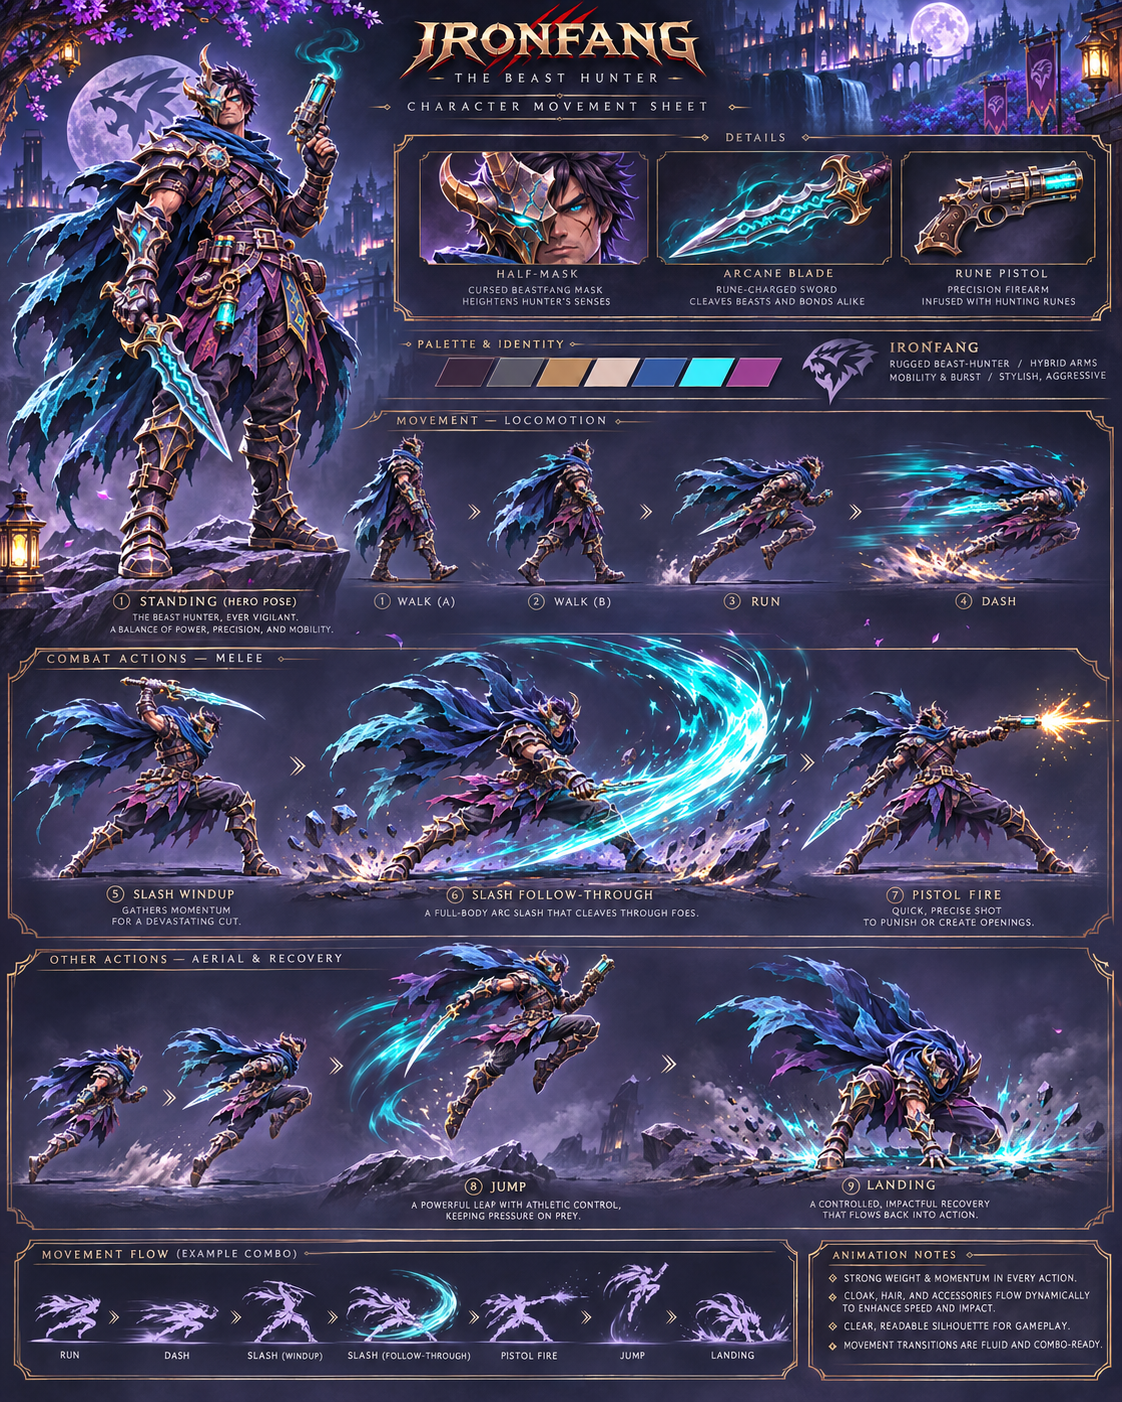 IRONFANG
THE BEAST HUNTER
CHARACTER MOVEMENT SHEET
DETAILS
HALF-MASK
CURSED BEASTFANG MASK
HEIGHTENS HUNTER'S SENSES
ARCANE BLADE
RUNE-CHARGED SWORD
CLEAVES BEASTS AND BONDS ALIKE
RUNE PISTOL
PRECISION FIREARM
INFUSED WITH HUNTING RUNES
PALETTE & IDENTITY
IRONFANG
RUGGED BEAST-HUNTER / HYBRID ARMS
MOBILITY & BURST / STYLISH, AGGRESSIVE
MOVEMENT — LOCOMOTION
1 STANDING (HERO POSE)
THE BEAST HUNTER, EVER VIGILANT.
A BALANCE OF POWER, PRECISION, AND MOBILITY.
1 WALK (A)
2 WALK (B)
3 RUN
4 DASH
COMBAT ACTIONS — MELEE
5 SLASH WINDUP
GATHERS MOMENTUM
FOR A DEVASTATING CUT.
6 SLASH FOLLOW-THROUGH
A FULL-BODY ARC SLASH THAT CLEAVES THROUGH FOES.
7 PISTOL FIRE
QUICK, PRECISE SHOT
TO PUNISH OR CREATE OPENINGS.
OTHER ACTIONS — AERIAL & RECOVERY
8 JUMP
A POWERFUL LEAP WITH ATHLETIC CONTROL,
KEEPING PRESSURE ON PREY.
9 LANDING
A CONTROLLED, IMPACTFUL RECOVERY
THAT FLOWS BACK INTO ACTION.
MOVEMENT FLOW (EXAMPLE COMBO)
RUN
DASH
SLASH (WINDUP)
SLASH (FOLLOW-THROUGH)
PISTOL FIRE
JUMP
LANDING
ANIMATION NOTES
STRONG WEIGHT & MOMENTUM IN EVERY ACTION.
CLOAK, HAIR, AND ACCESSORIES FLOW DYNAMICALLY
TO ENHANCE SPEED AND IMPACT.
CLEAR, READABLE SILHOUETTE FOR GAMEPLAY.
MOVEMENT TRANSITIONS ARE FLUID AND COMBO-READY.